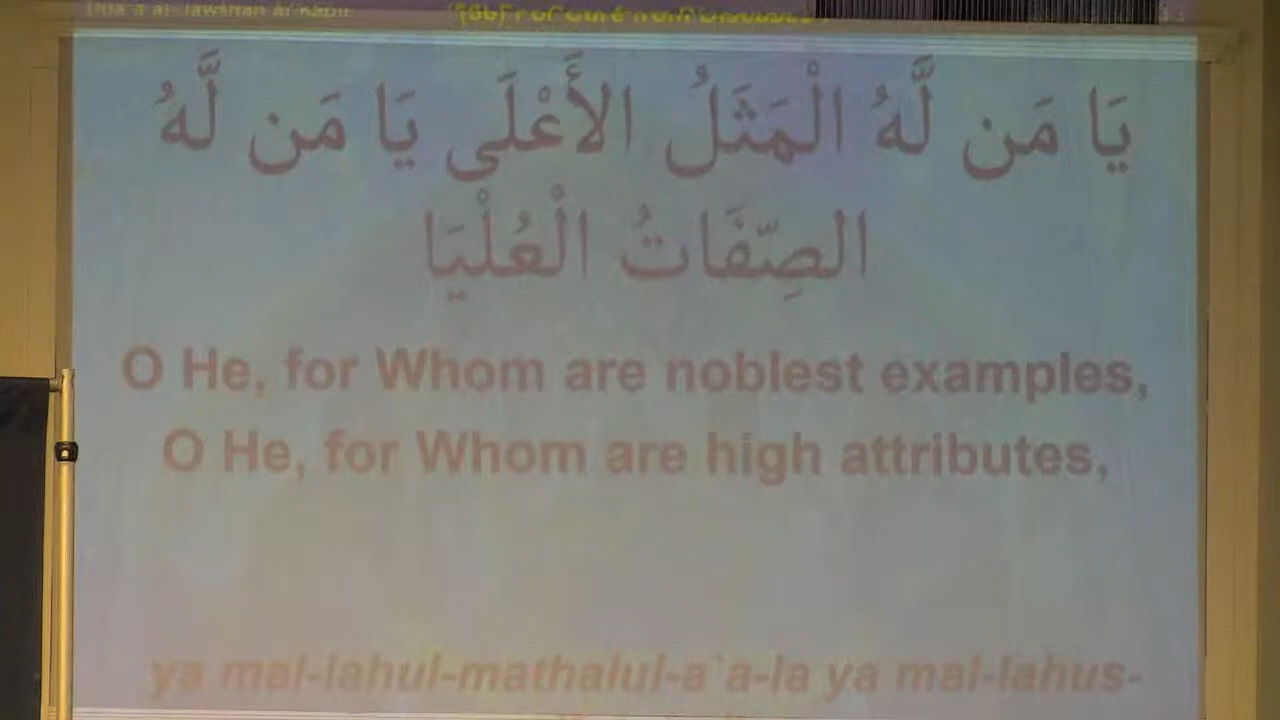 يَا مَن لَّهُ الْمَثَلُ الأَعْلَى يَا مَن لَّهُ
الصِّفَاتُ الْعُلْيَا
O He, for Whom are noblest examples,
O He, for Whom are high attributes,
ya mal-lahul-mathalul-a`a-la ya mal-lahus-